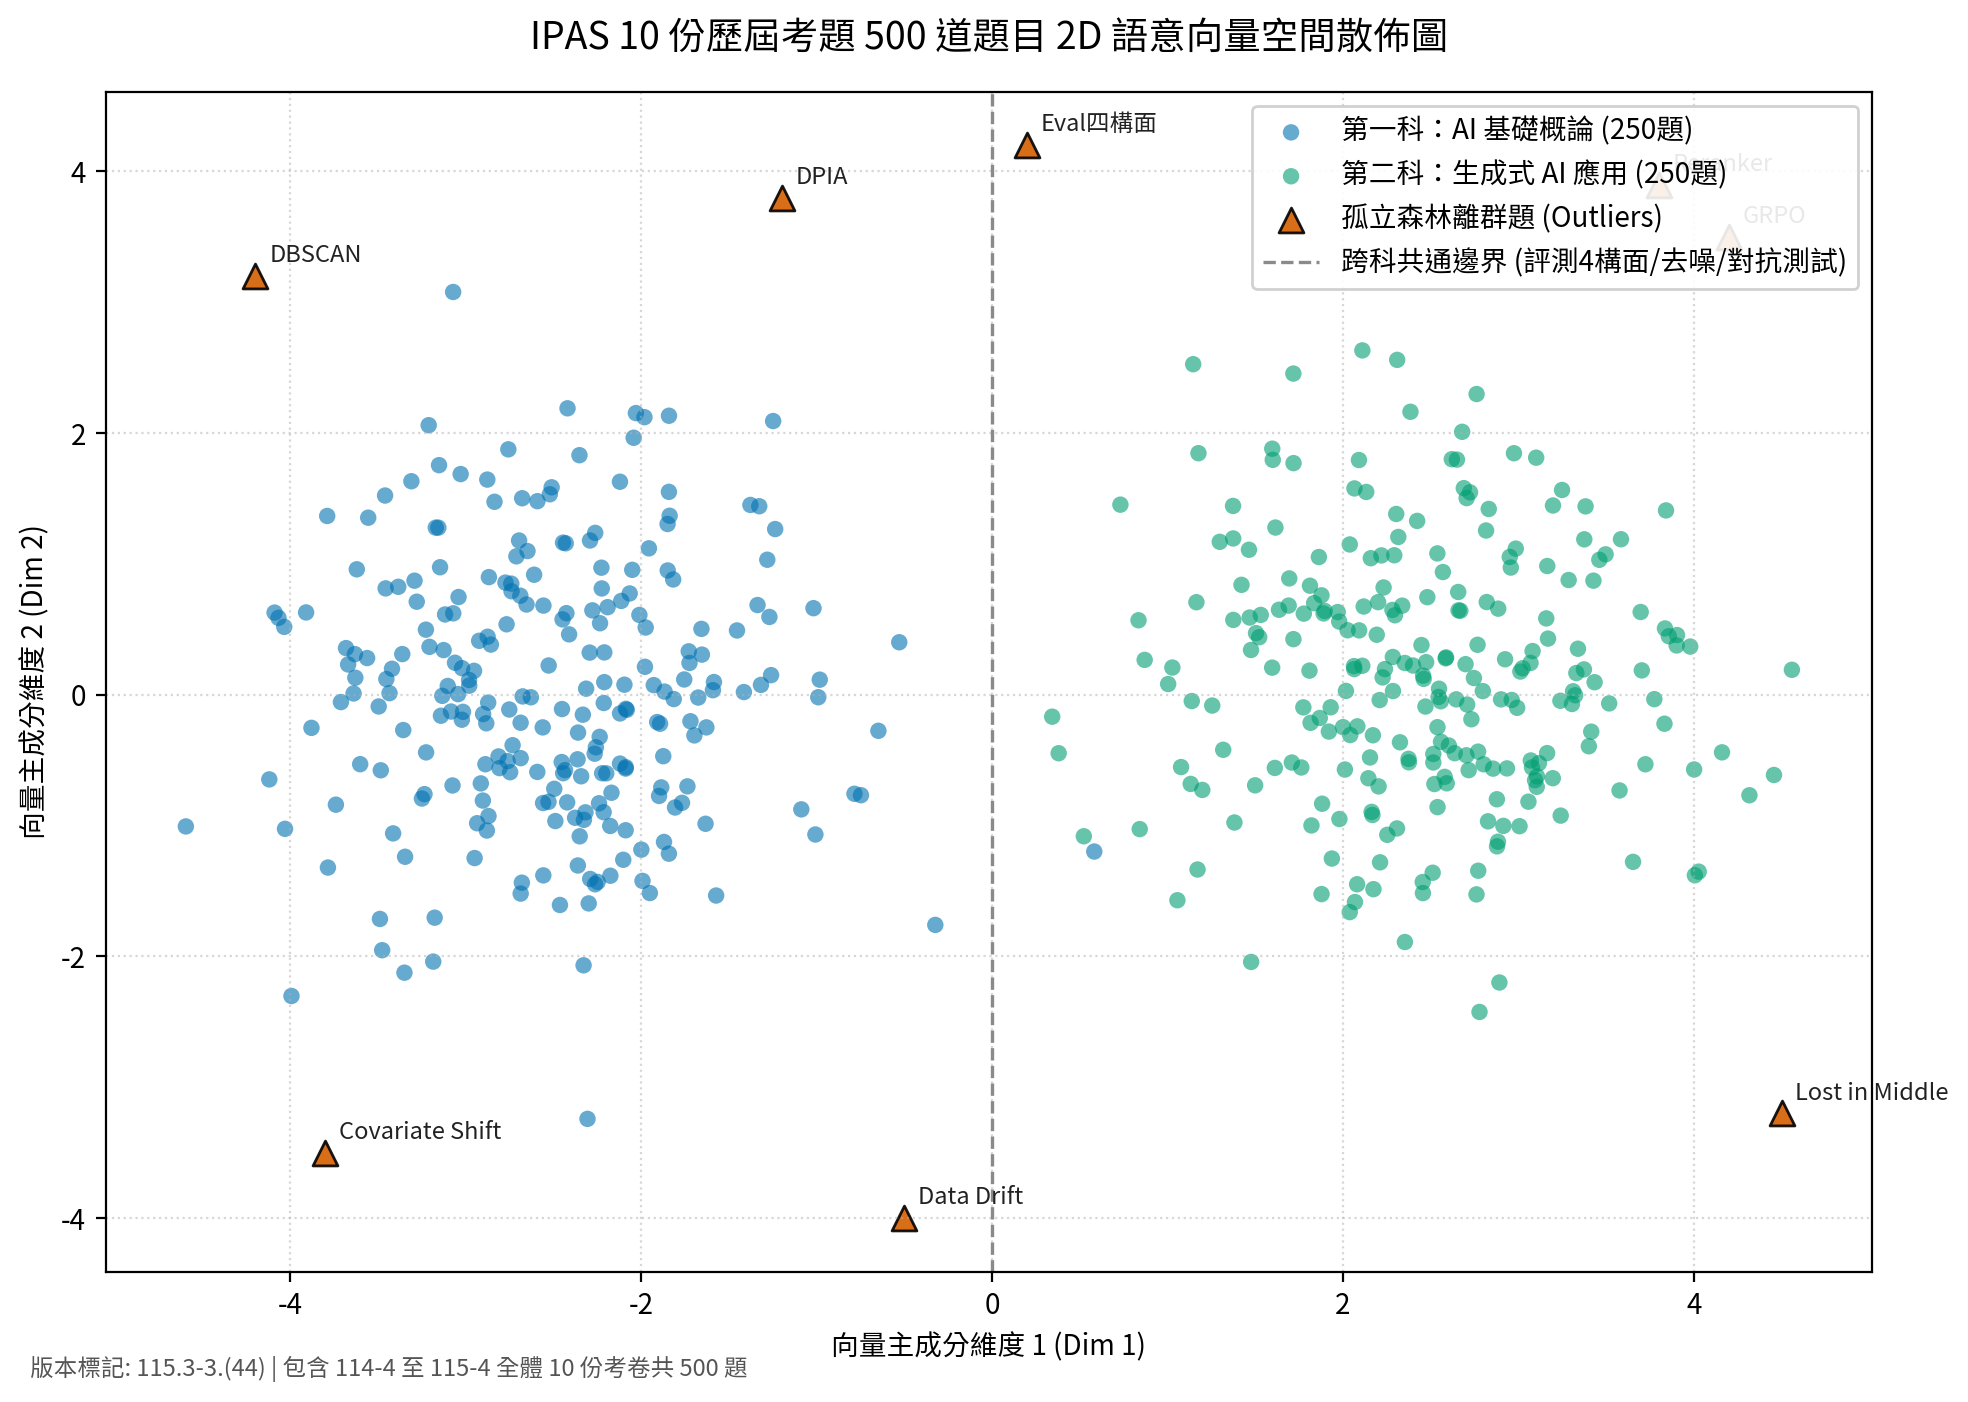 IPAS 10 份歷屆考題 500 道題目 2D 語意向量空間散佈圖
第一科：AI 基礎概論 (250題)
第二科：生成式 AI 應用 (250題)
孤立森林離群題 (Outliers)
跨科共通邊界 (評測4構面/去噪/對抗測試)
Eval四構面
DPIA
GRPO
DBSCAN
Lost in Middle
Covariate Shift
Data Drift
向量主成分維度 2 (Dim 2)
4
2
0
-2
-4
-4
-2
0
2
4
向量主成分維度 1 (Dim 1)
版本標記: 115.3-3.(44) | 包含 114-4 至 115-4 全體 10 份考卷共 500 題